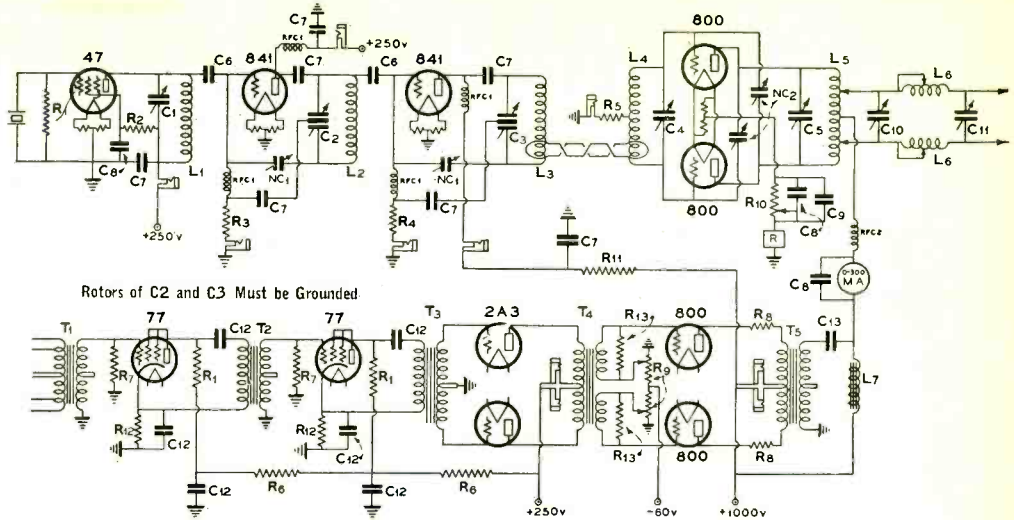 47
R1
R2
C8
C7
C1
L1
+250v
C6
841
RFC1
C7
+250v
C7
C2
L2
NC1
RFC1
C7
R3
C6
841
RFC1
C7
C3
L3
NC1
RFC1
C7
R4
L4
R5
C4
800
800
NC2
C5
L5
R10
C8
C9
R
L6
L6
C10
C11
RFC2
0-300
MA
C8
C7
R11
Rotors of C2 and C3 Must be Grounded
T1
77
R7
C12
R1
R12
C12
C12
T2
R6
77
R7
C12
R1
R12
C12
C12
T3
R6
2A3
T4
+250v
R13
R9
R13
-60v
800
800
R8
R8
+1000v
T5
C13
L7